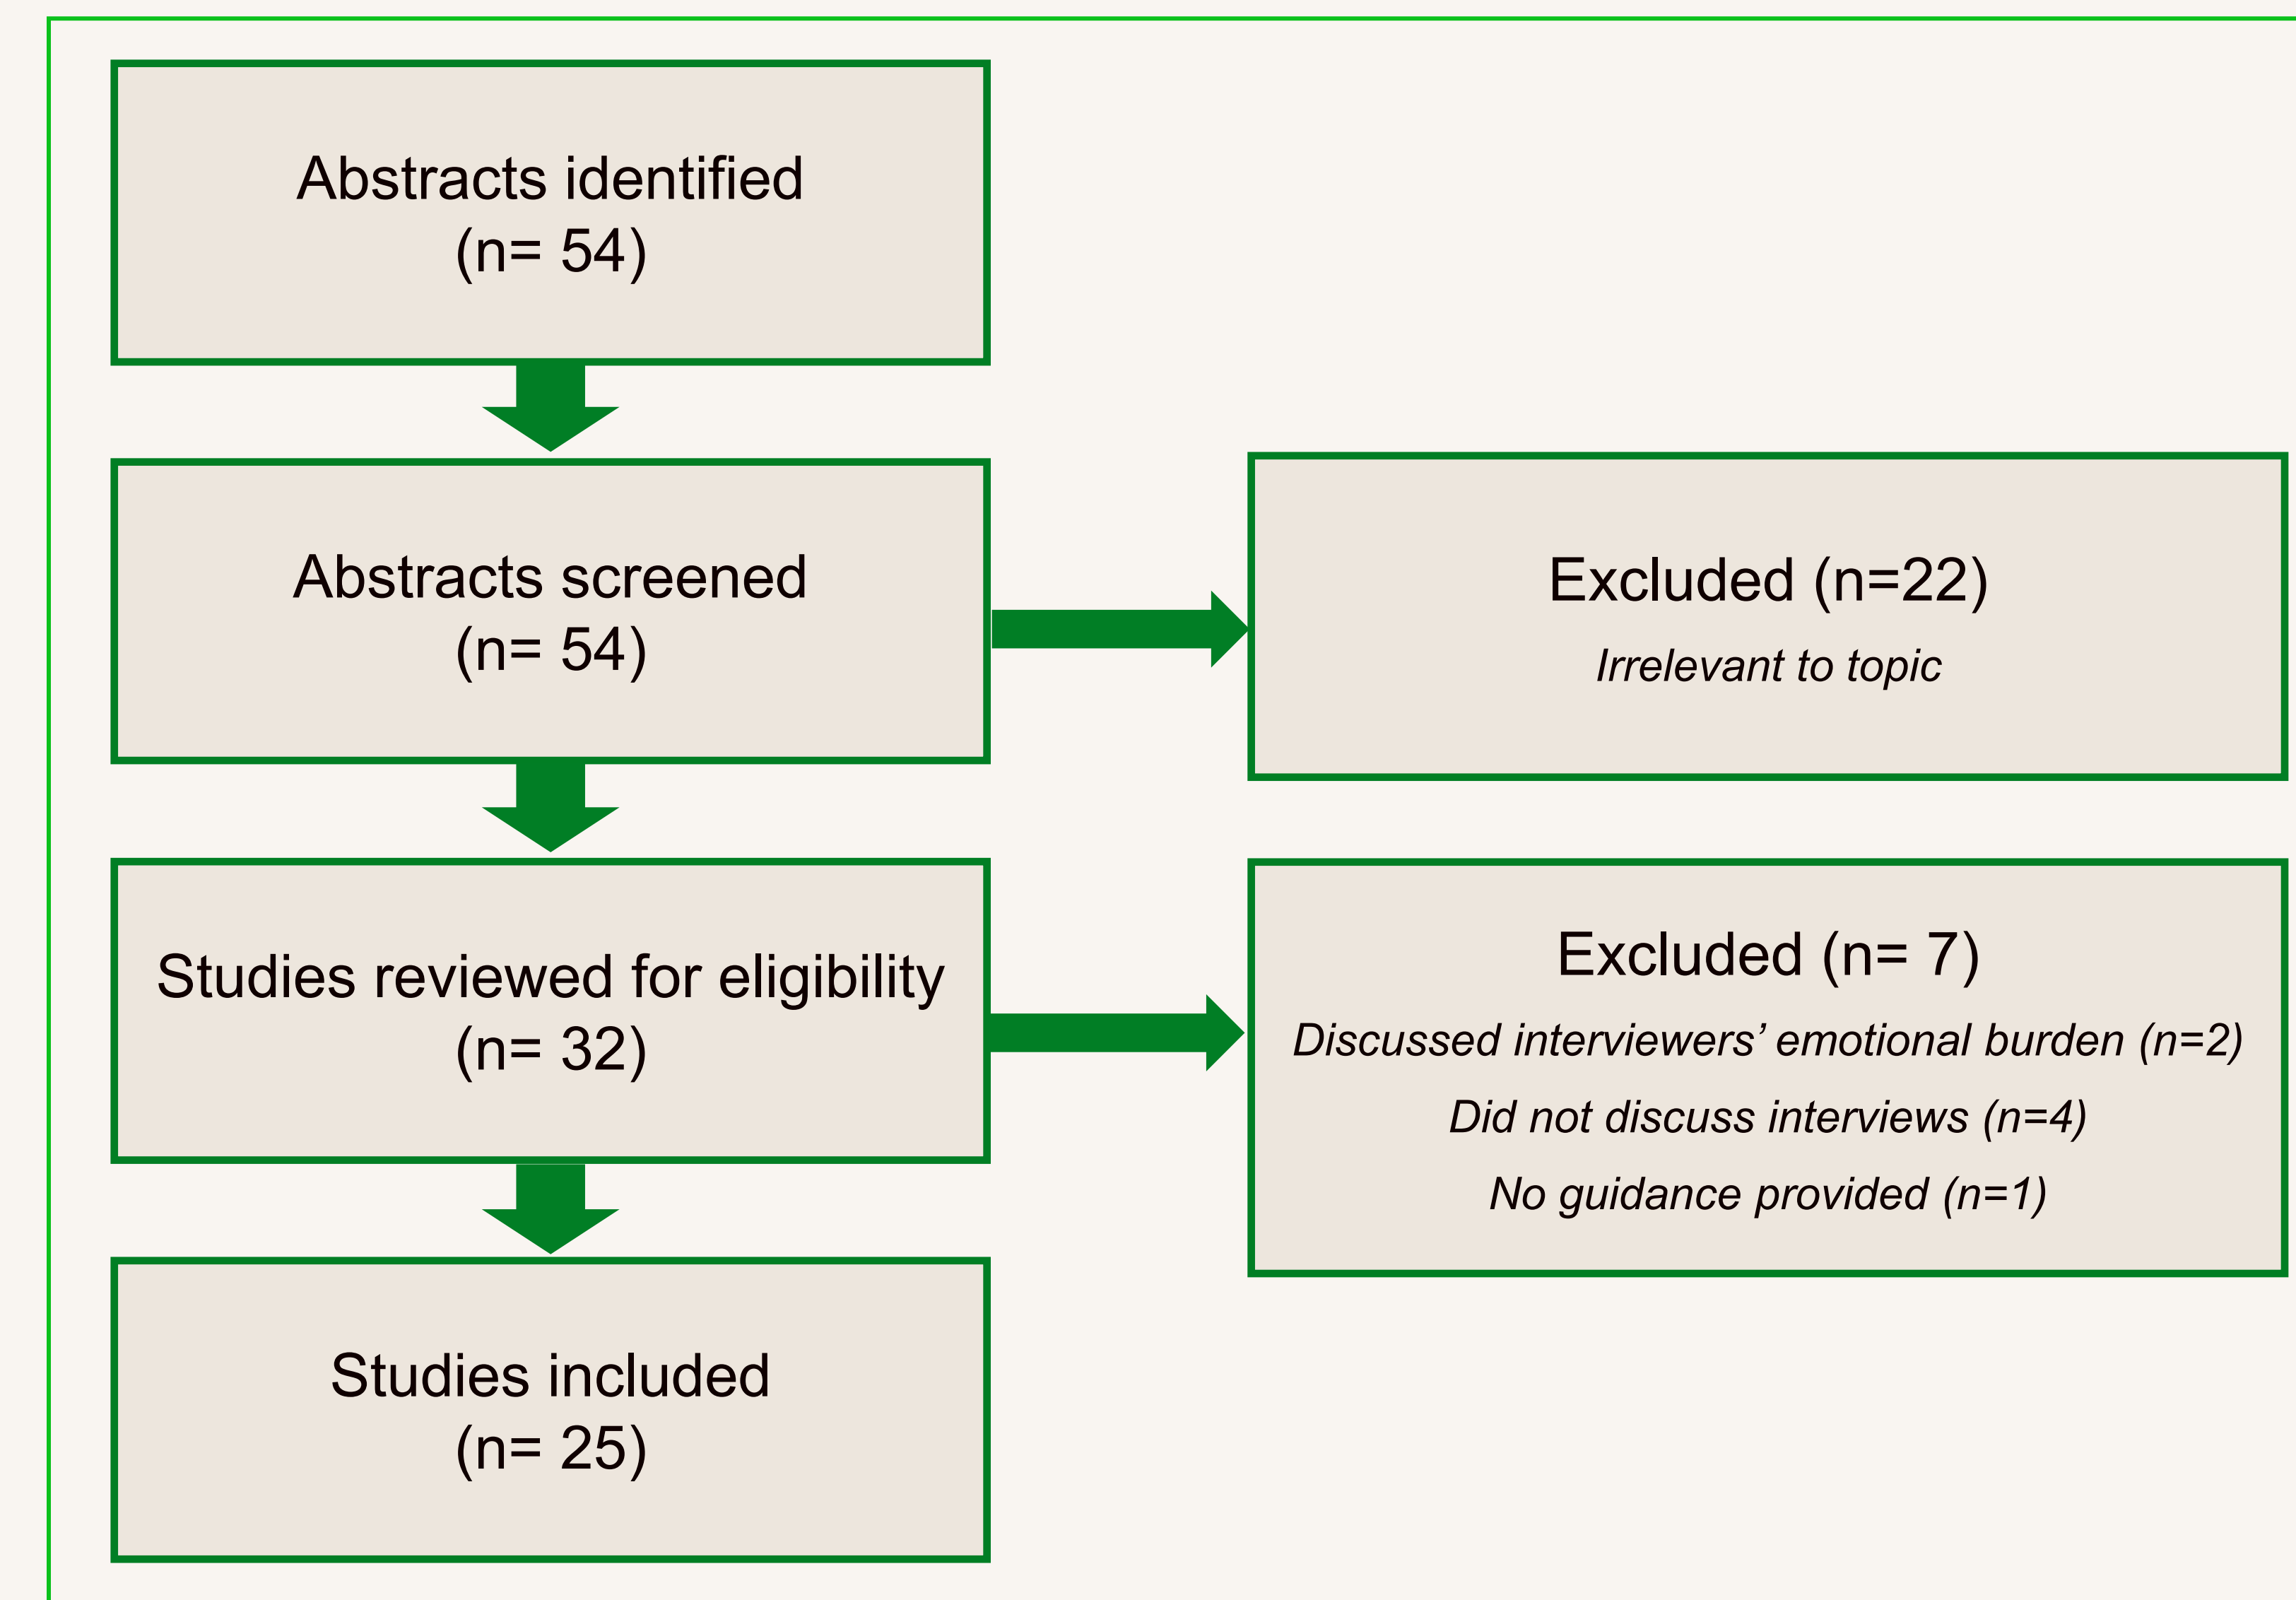 Abstracts identified
(n= 54)
Abstracts screened
(n= 54)
Excluded (n=22)
Irrelevant to topic
Studies reviewed for eligibility
(n= 32)
Excluded (n= 7)
Discussed interviewers’ emotional burden (n=2)
Did not discuss interviews (n=4)
No guidance provided (n=1)
Studies included
(n= 25)